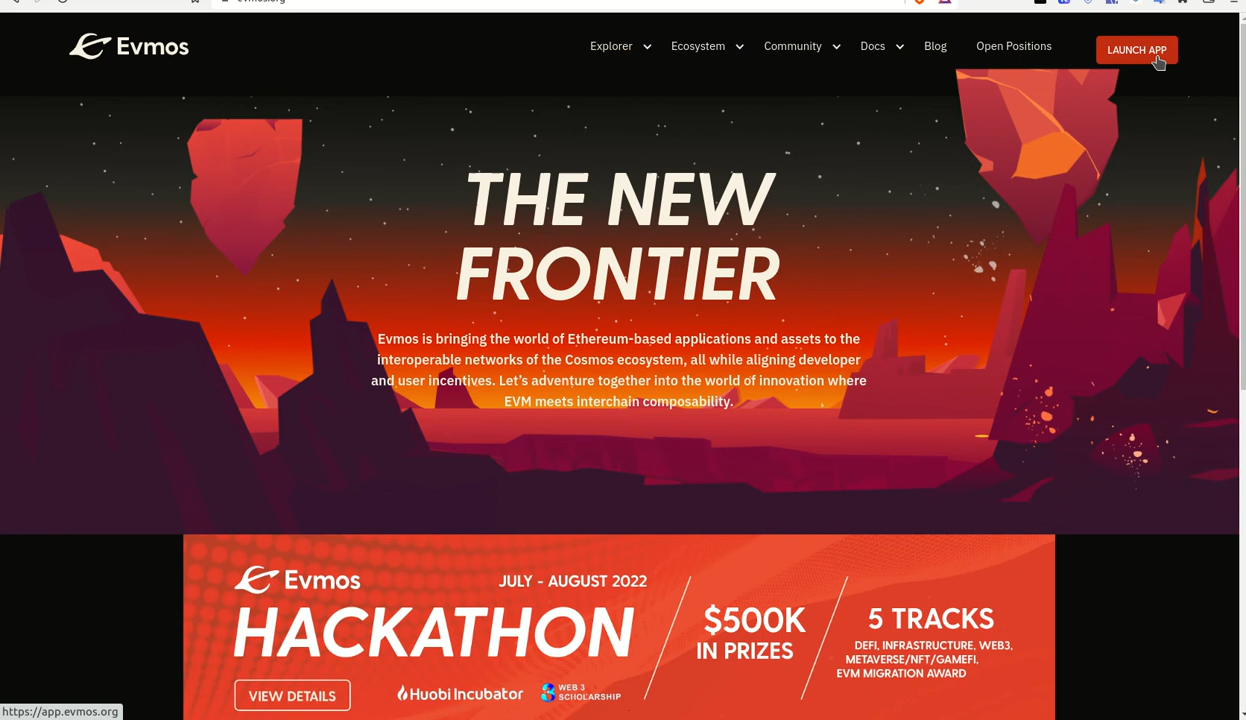 Evmos
Explorer
Ecosystem
Community
Docs
Blog
Open Positions
LAUNCH APP
THE NEW
FRONTIER
Evmos is bringing the world of Ethereum-based applications and assets to the
interoperable networks of the Cosmos ecosystem, all while aligning developer
and user incentives. Let’s adventure together into the world of innovation where
EVM meets interchain composability.
Evmos
JULY - AUGUST 2022
HACKATHON
$500K
IN PRIZES
5 TRACKS
DEFI, INFRASTRUCTURE, WEB3,
METAVERSE/NFT/GAMEFI,
EVM MIGRATION AWARD
VIEW DETAILS
Huobi Incubator
WEB 3
SCHOLARSHIP
https://app.evmos.org